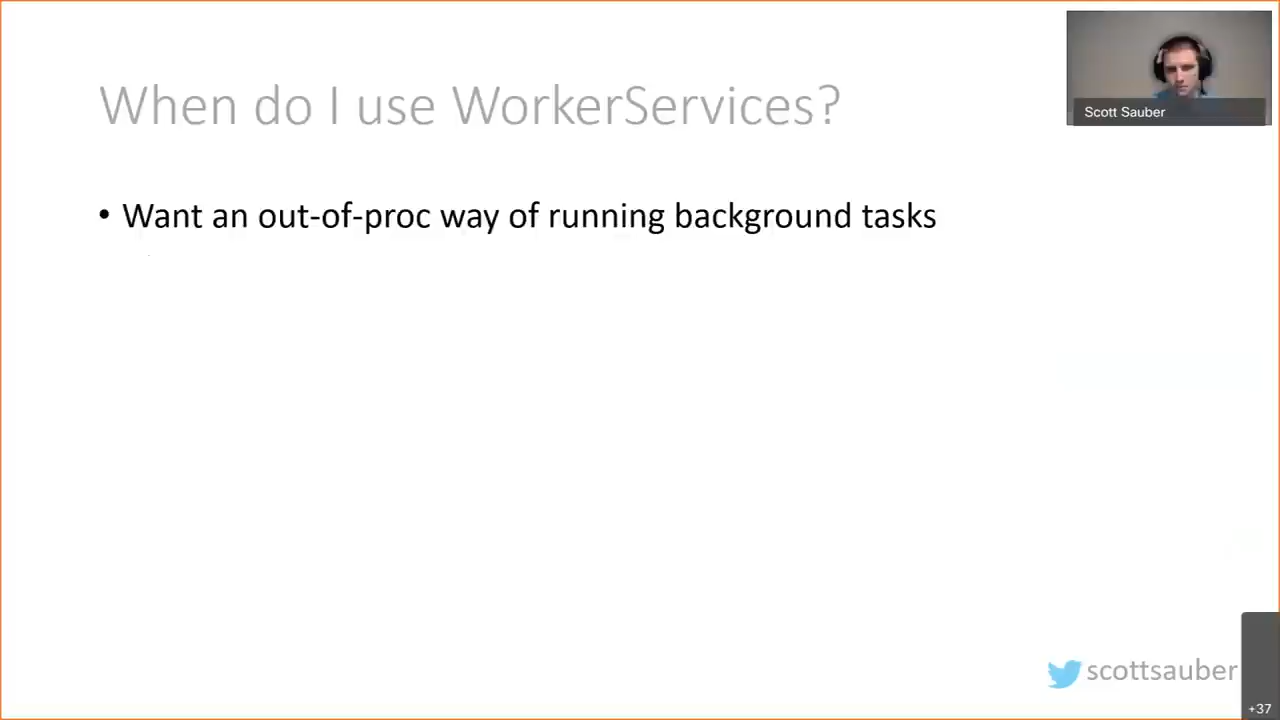 When do I use WorkerServices?
Scott Sauber
• Want an out-of-proc way of running background tasks
scottsauber
+37